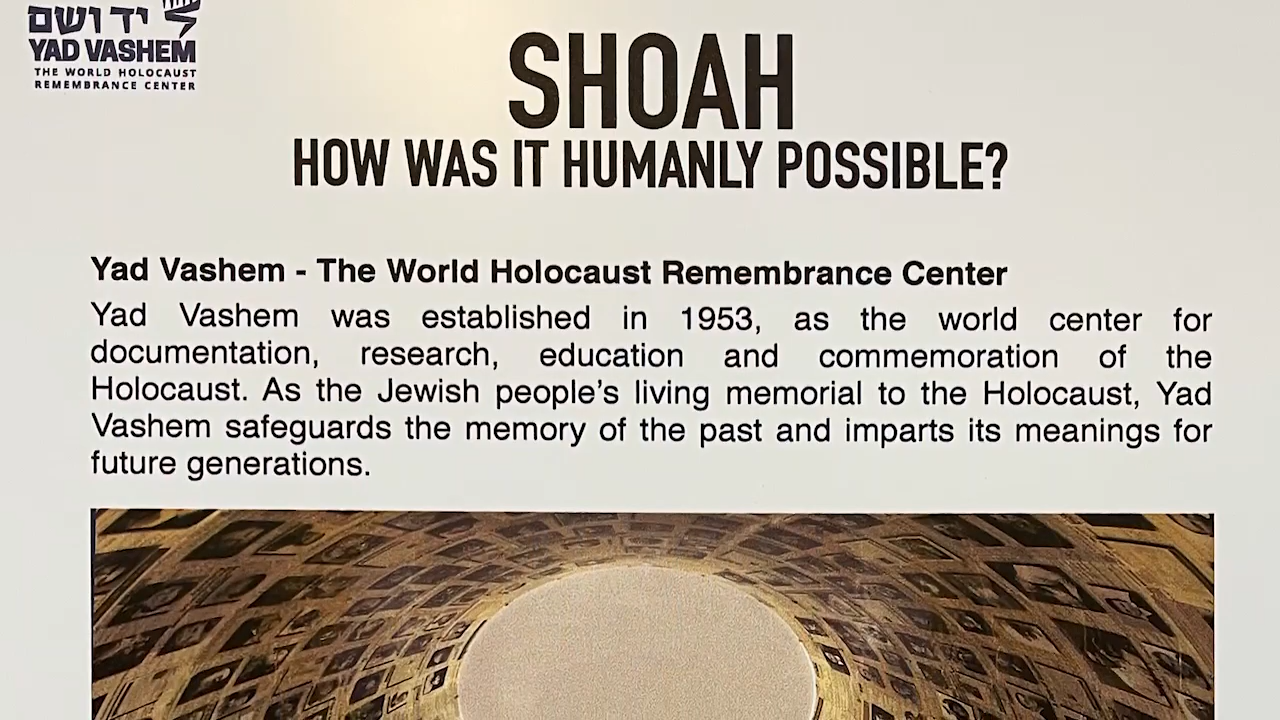 יד ושם
YAD VASHEM
THE WORLD HOLOCAUST
REMEMBRANCE CENTER
SHOAH
HOW WAS IT HUMANLY POSSIBLE?
Yad Vashem - The World Holocaust Remembrance Center
Yad Vashem was established in 1953, as the world center for
documentation, research, education and commemoration of the
Holocaust. As the Jewish people’s living memorial to the Holocaust, Yad
Vashem safeguards the memory of the past and imparts its meanings for
future generations.